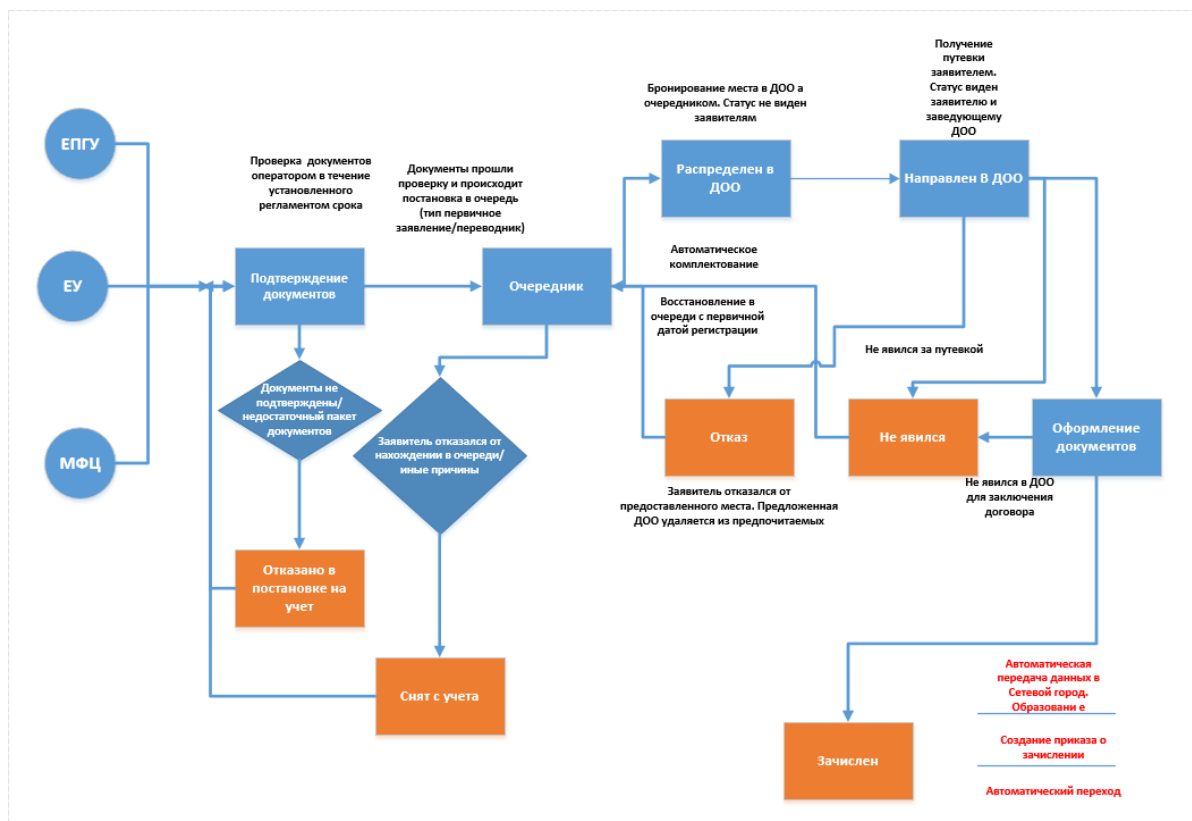 ЕПГУ
ЕУ
МФЦ
Проверка документов
оператором в течение
установленного
регламентом срока
Подтверждение
документов
Документы не
подтверждены/
недостаточный пакет
документов
Отказано в
постановке на
учет
Документы прошли
проверку и происходит
постановка в очередь
(тип первичное
заявление/переводник)
Очередник
Заявитель отказался от
нахождении в очереди/
иные причины
Снят с учета
Бронирование места в ДОО а
очередником. Статус не виден
заявителям
Распределен в
ДОО
Автоматическое
комплектование
Восстановление в
очереди с первичной
датой регистрации
Получение
путевки
заявителем.
Статус виден
заявителю и
заведующему
ДОО
Направлен В ДОО
Не явился за путевкой
Отказ
Заявитель отказался от
предоставленного места. Предложенная
ДОО удаляется из предпочитаемых
Не явился
Оформление
документов
Не явился в ДОО
для заключения
договора
Зачислен
Автоматическая
передача данных в
Сетевой город.
Образовани е
Создание приказа о
зачислении
Автоматический переход